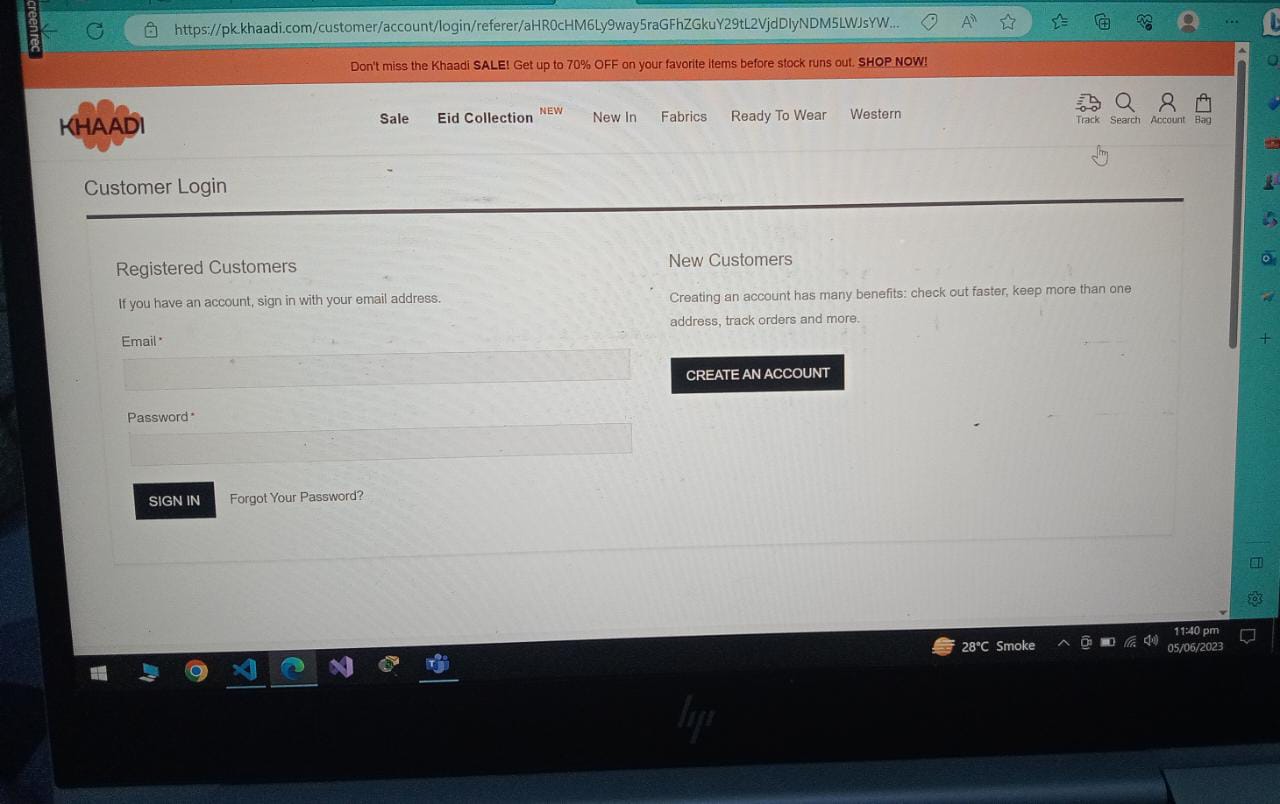 creenrec
https://pk.khaadi.com/customer/account/login/referer/aHR0cHM6Ly9way5raGFhZGkuY29tL2VjdDIyNDM5LWJsYW...
Don't miss the Khaadi SALE! Get up to 70% OFF on your favorite items before stock runs out. SHOP NOW!
KHAADI
Sale Eid Collection NEW New In Fabrics Ready To Wear Western
Track Search Account Bag
Customer Login
Registered Customers
If you have an account, sign in with your email address.
Email*
Password*
SIGN IN Forgot Your Password?
New Customers
Creating an account has many benefits: check out faster, keep more than one
address, track orders and more.
CREATE AN ACCOUNT
28°C Smoke
11:40 pm
05/06/2023
hp